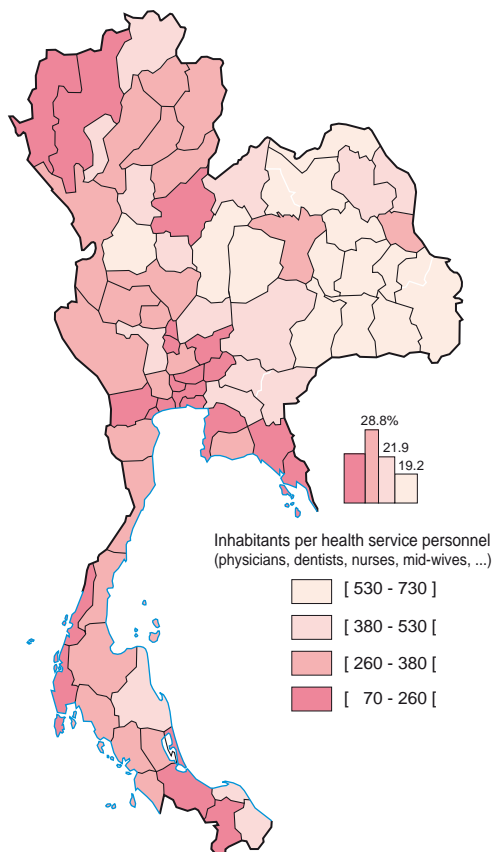 28.8%
21.9
19.2
Inhabitants per health service personnel
(physicians, dentists, nurses, mid-wives, ...)
[ 530 - 730 ]
[ 380 - 530 [
[ 260 - 380 [
[ 70 - 260 [